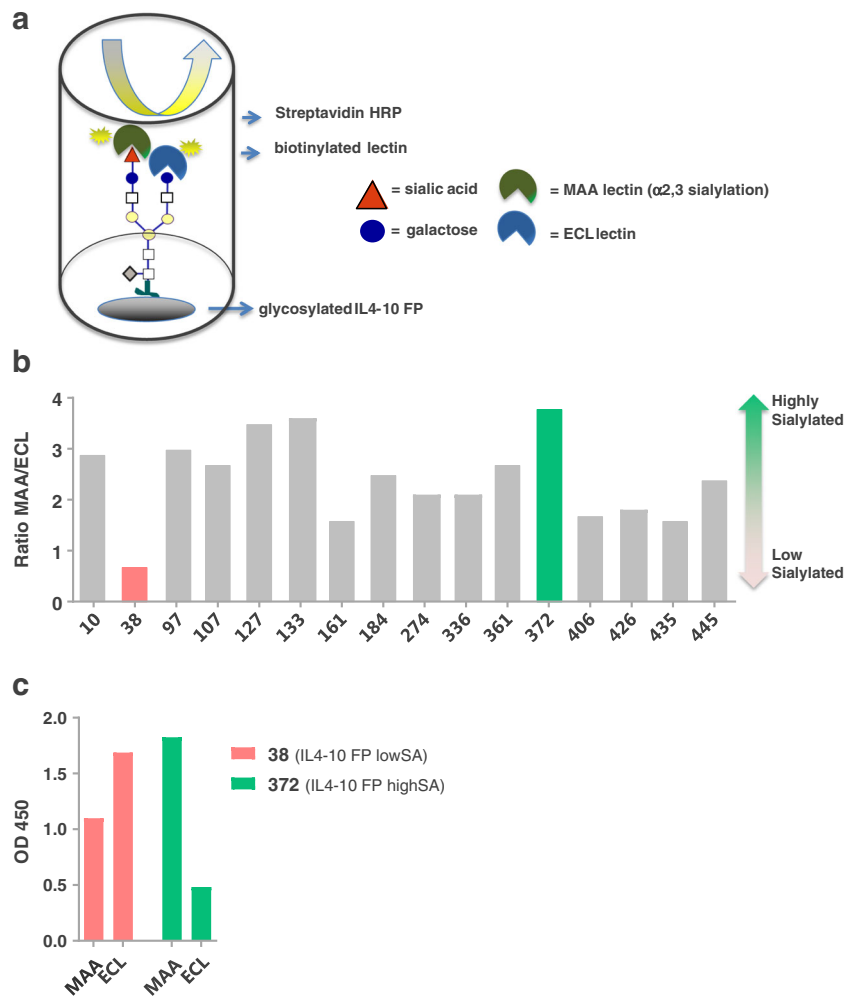 a
Streptavidin HRP
biotinylated lectin
= sialic acid
= MAA lectin (α2,3 sialylation)
= galactose
= ECL lectin
glycosylated IL4-10 FP
b
Ratio MAA/ECL
4
3
2
1
0
10 38 97 107 127 133 161 184 274 336 361 372 406 426 435 445
Highly
Sialylated
Low
Sialylated
c
OD 450
2.0
1.5
1.0
0.5
0.0
MAA ECL MAA ECL
38 (IL4-10 FP lowSA)
372 (IL4-10 FP highSA)